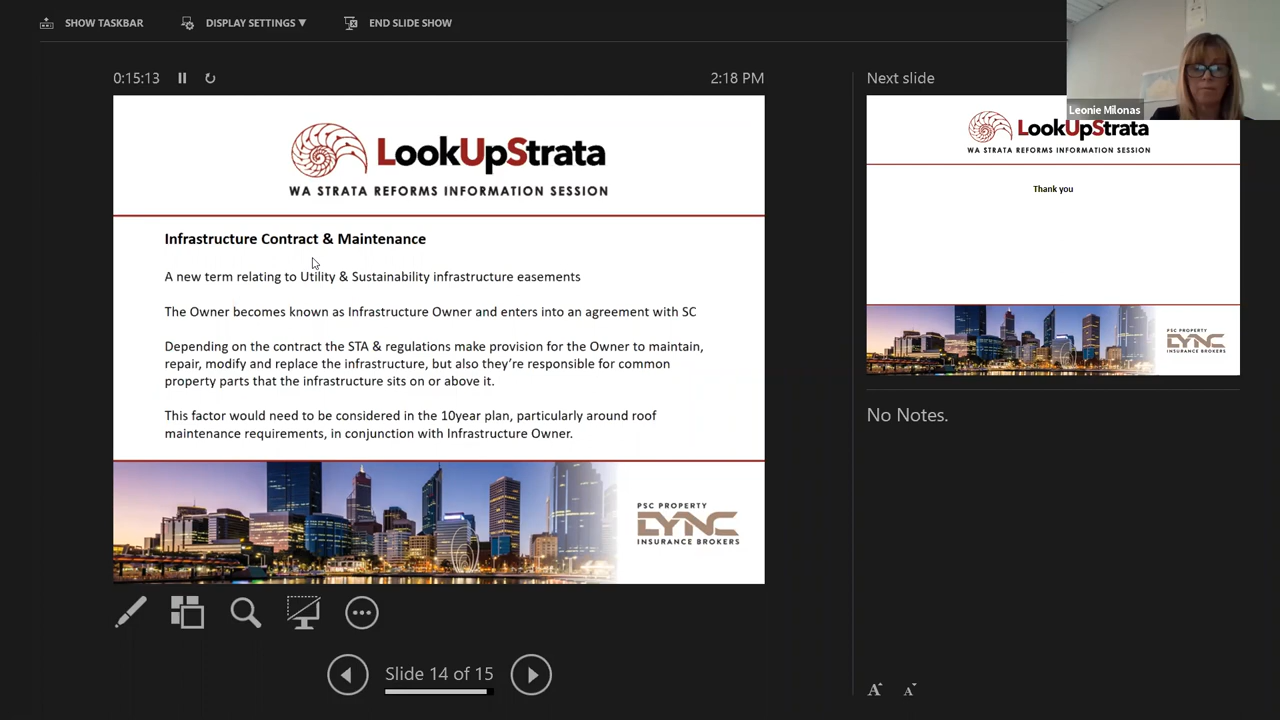 SHOW TASKBAR
DISPLAY SETTINGS ▼
END SLIDE SHOW
0:15:13
2:18 PM
Next slide
Leonie Milonas
LookUpStrata
WA STRATA REFORMS INFORMATION SESSION
Infrastructure Contract & Maintenance
A new term relating to Utility & Sustainability infrastructure easements
The Owner becomes known as Infrastructure Owner and enters into an agreement with SC
Depending on the contract the STA & regulations make provision for the Owner to maintain,
repair, modify and replace the infrastructure, but also they're responsible for common
property parts that the infrastructure sits on or above it.
This factor would need to be considered in the 10year plan, particularly around roof
maintenance requirements, in conjunction with Infrastructure Owner.
PSC PROPERTY
LYNC
INSURANCE BROKERS
LookUpStrata
WA STRATA REFORMS INFORMATION SESSION
Thank you
PSC PROPERTY
LYNC
INSURANCE BROKERS
No Notes.
Slide 14 of 15
A A